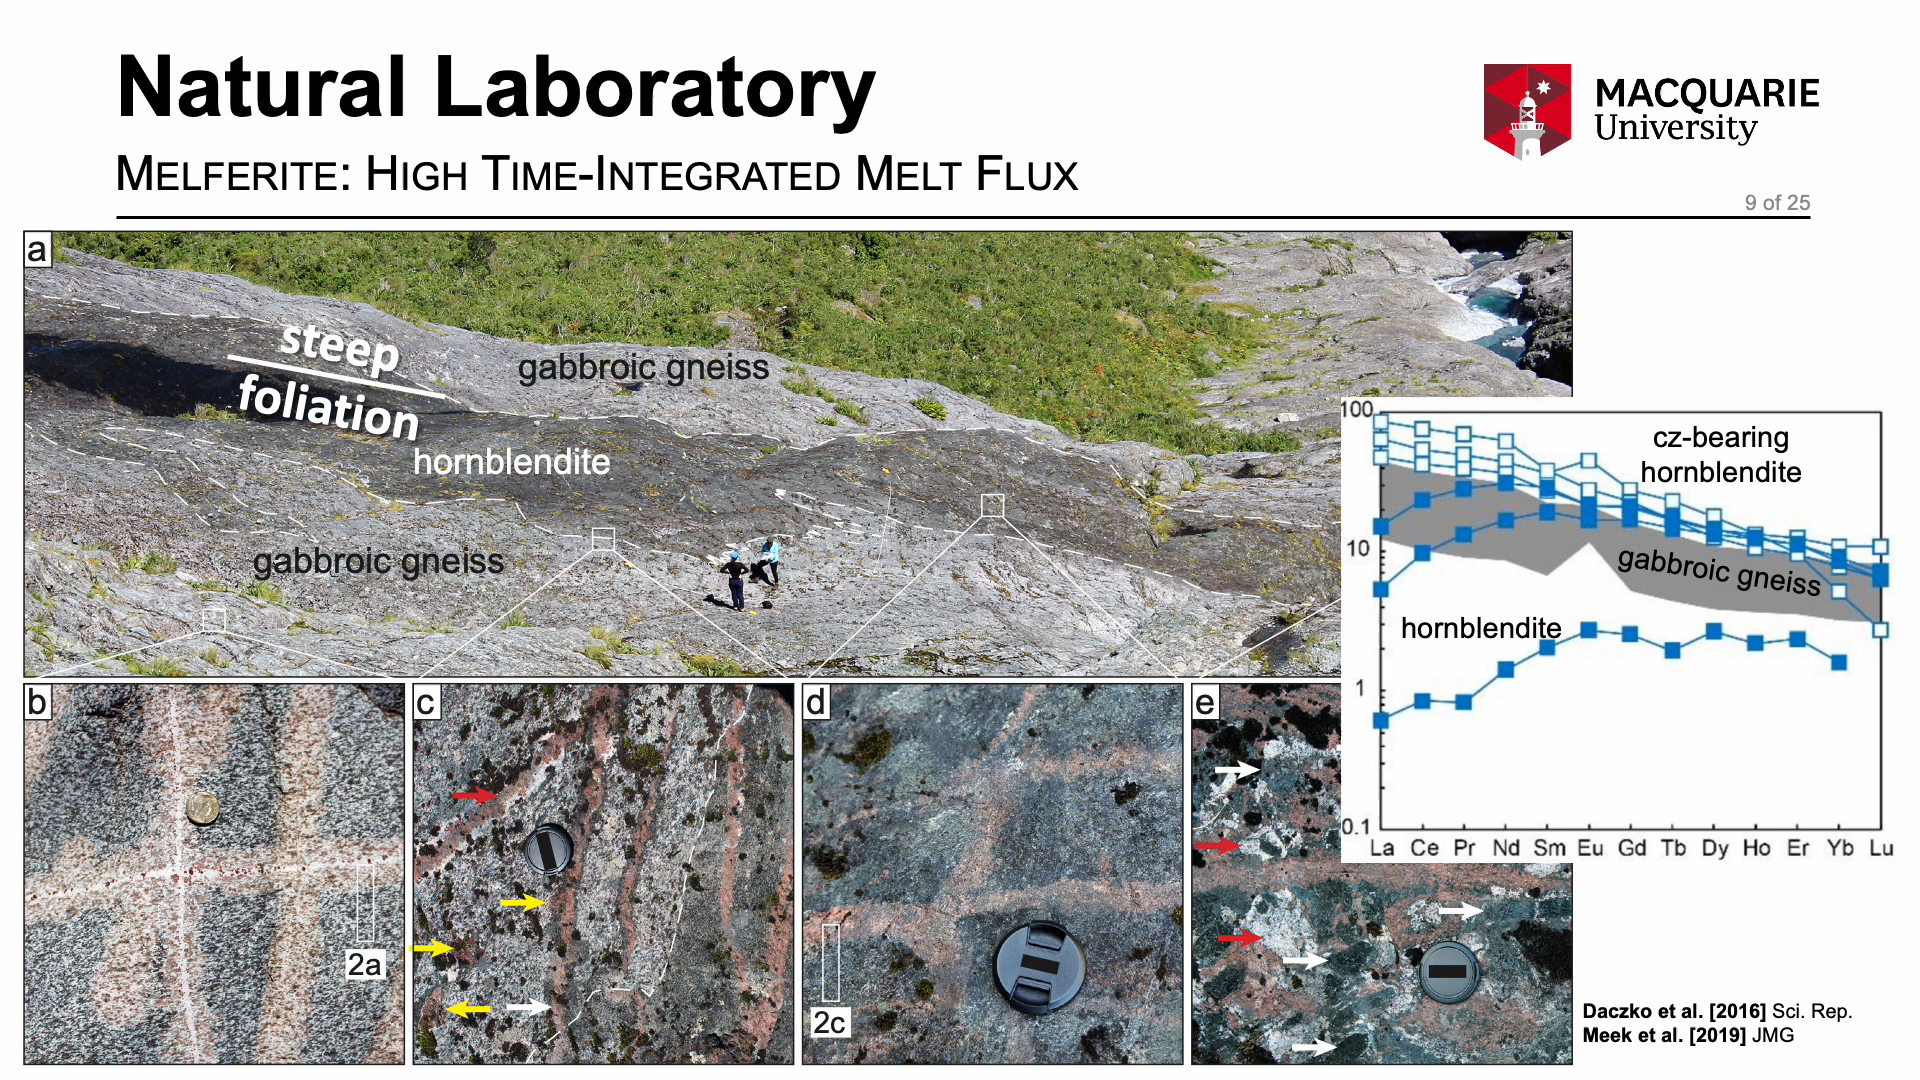 Natural Laboratory
MELFERITE: HIGH TIME-INTEGRATED MELT FLUX
MACQUARIE
University
9 of 25
a
steep
foliation
gabbroic gneiss
hornblendite
gabbroic gneiss
100
10
1
0.1
cz-bearing
hornblendite
gabbroic gneiss
hornblendite
La Ce Pr Nd Sm Eu Gd Tb Dy Ho Er Yb Lu
b
2a
c
d
2c
e
Daczko et al. [2016] Sci. Rep.
Meek et al. [2019] JMG